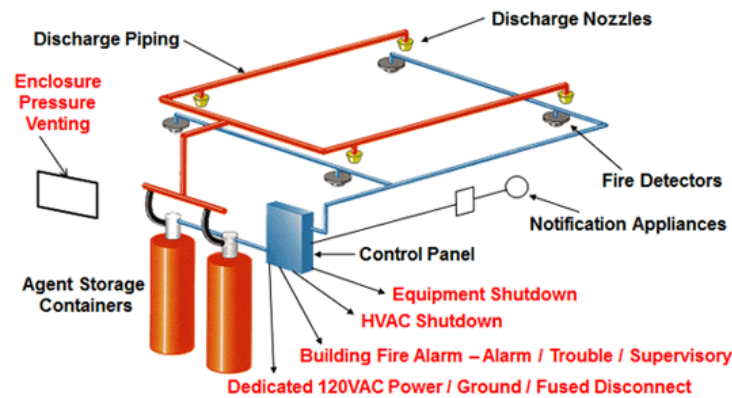 Discharge Nozzles
Discharge Piping
Enclosure
Pressure
Venting
Fire Detectors
Notification Appliances
Control Panel
Agent Storage
Containers
Equipment Shutdown
HVAC Shutdown
Building Fire Alarm – Alarm / Trouble / Supervisory
Dedicated 120VAC Power / Ground / Fused Disconnect